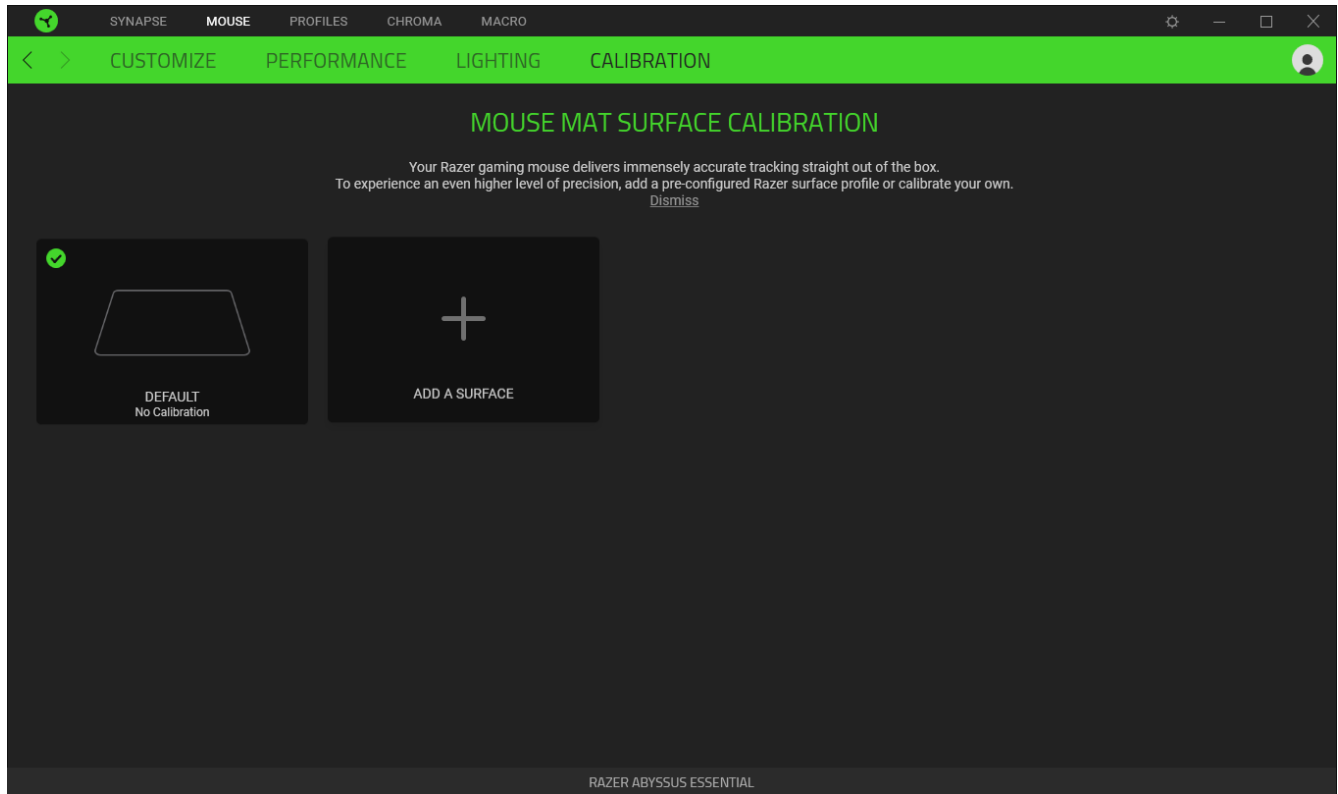 SYNAPSE MOUSE PROFILES CHROMA MACRO
CUSTOMIZE PERFORMANCE LIGHTING CALIBRATION
MOUSE MAT SURFACE CALIBRATION
Your Razer gaming mouse delivers immensely accurate tracking straight out of the box.
To experience an even higher level of precision, add a pre-configured Razer surface profile or calibrate your own.
Dismiss
DEFAULT
No Calibration
ADD A SURFACE
RAZER ABYSSUS ESSENTIAL